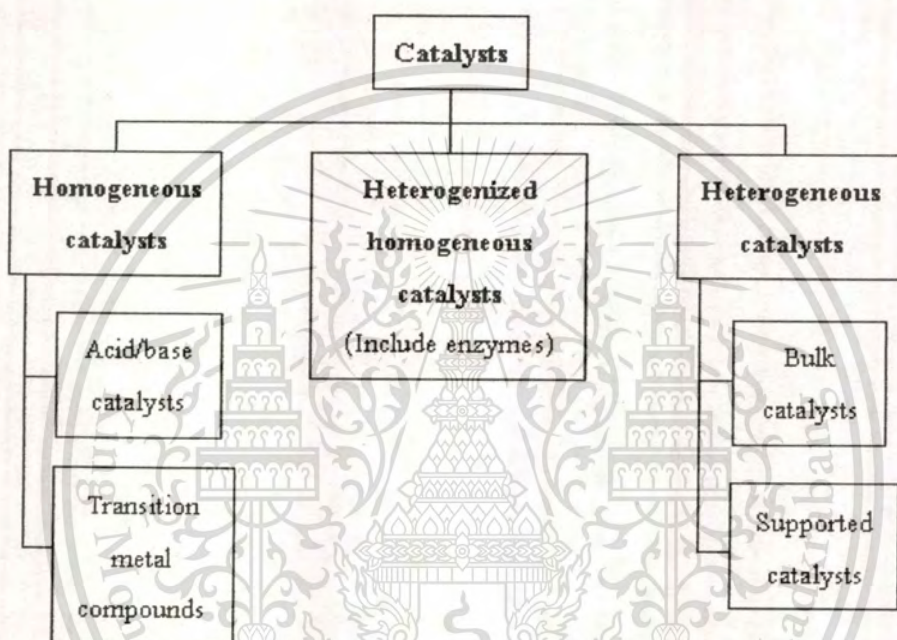 Catalysts
Homogeneous
catalysts
Acid/base
catalysts
Transition
metal
compounds
Heterogenized
homogeneous
catalysts
(Include enzymes)
Heterogeneous
catalysts
Bulk
catalysts
Supported
catalysts